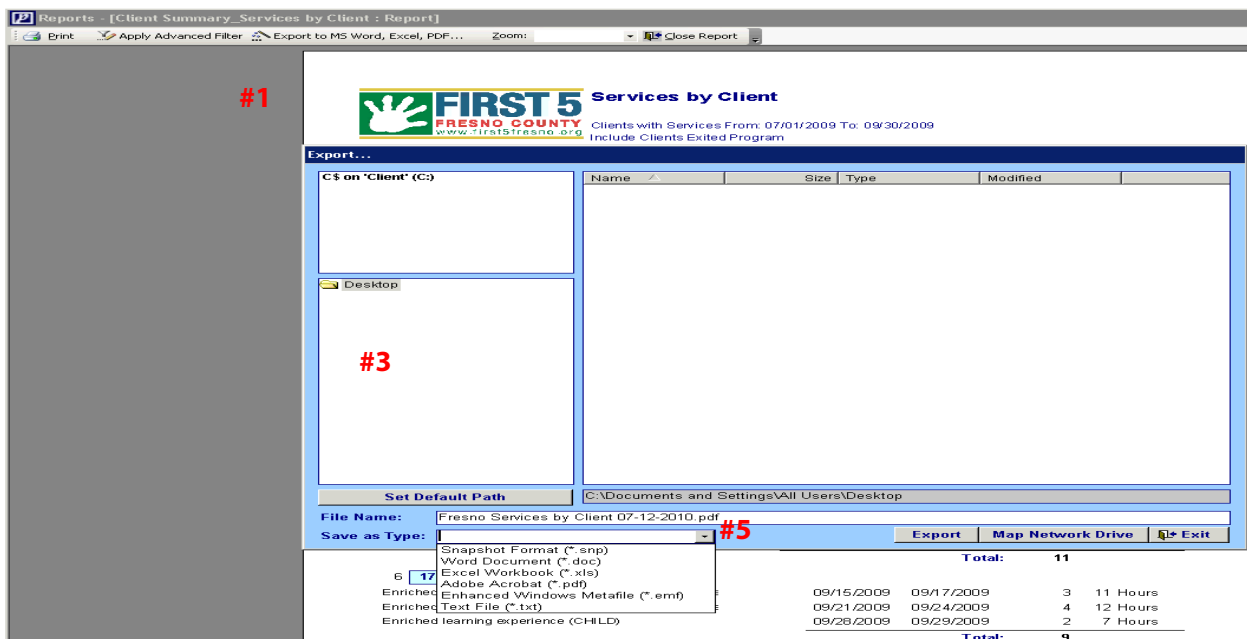 Reports - [Client Summary_Services by Client : Report]
Print Apply Advanced Filter Export to MS Word, Excel, PDF... Zoom: Close Report
#1
FIRST 5
FRESNO COUNTY
www.first5fresno.org
Services by Client
Clients with Services From: 07/01/2009 To: 09/30/2009
Include Clients Exited Program
Export...
C$ on 'Client' (C:)
Name Size Type Modified
Desktop
#3
Set Default Path C:\Documents and Settings\All Users\Desktop
File Name: Fresno Services by Client 07-12-2010.pdf
#5
Save as Type: Export Map Network Drive Exit
Snapshot Format (*.snp)
Word Document (*.doc)
Excel Workbook (*.xls)
Adobe Acrobat (*.pdf)
Enhanced Windows Metafile (*.emf)
Text File (*.txt)
Total: 11
6 17
Enriched 09/15/2009 09/17/2009 3 11 Hours
Enriched 09/21/2009 09/24/2009 4 12 Hours
Enriched learning experience (CHILD) 09/28/2009 09/29/2009 2 7 Hours
Total: 9